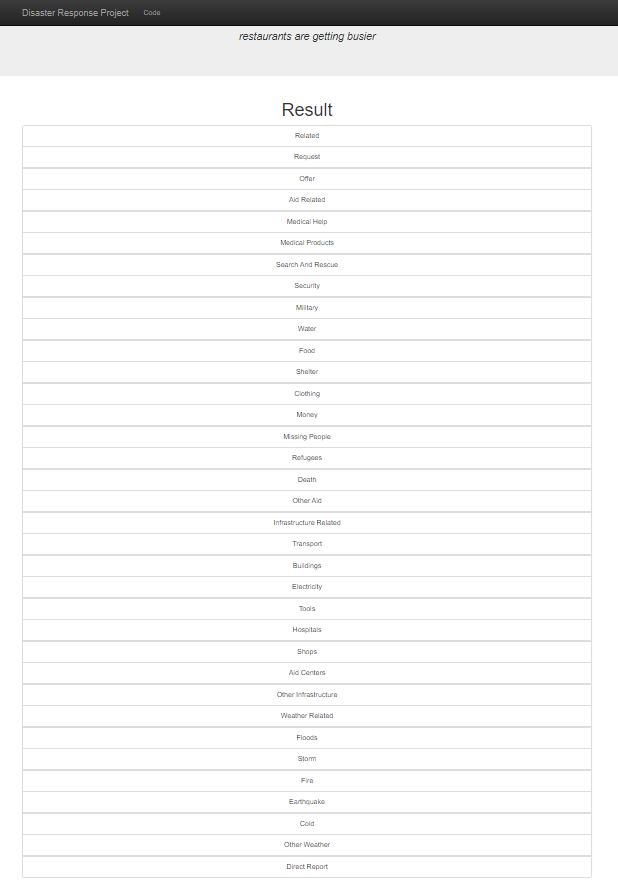 Disaster Response Project Code
restaurants are getting busier
Result
Related
Request
Offer
Aid Related
Medical Help
Medical Products
Search And Rescue
Security
Military
Water
Food
Shelter
Clothing
Money
Missing People
Refugees
Death
Other Aid
Infrastructure Related
Transport
Buildings
Electricity
Tools
Hospitals
Shops
Aid Centers
Other Infrastructure
Weather Related
Floods
Storm
Fire
Earthquake
Cold
Other Weather
Direct Report